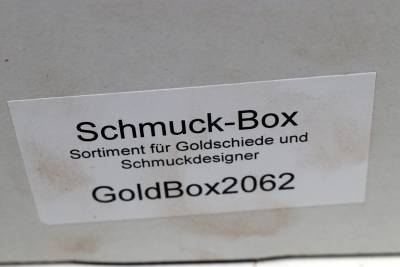 Schmuck-Box
Sortiment für Goldschiede und
Schmuckdesigner
GoldBox2062